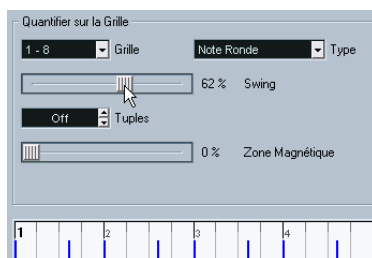 Quantifier sur la Grille
1 - 8 Grille Note Ronde Type
62 % Swing
Off Tuples
0 % Zone Magnétique
1 2 3 4